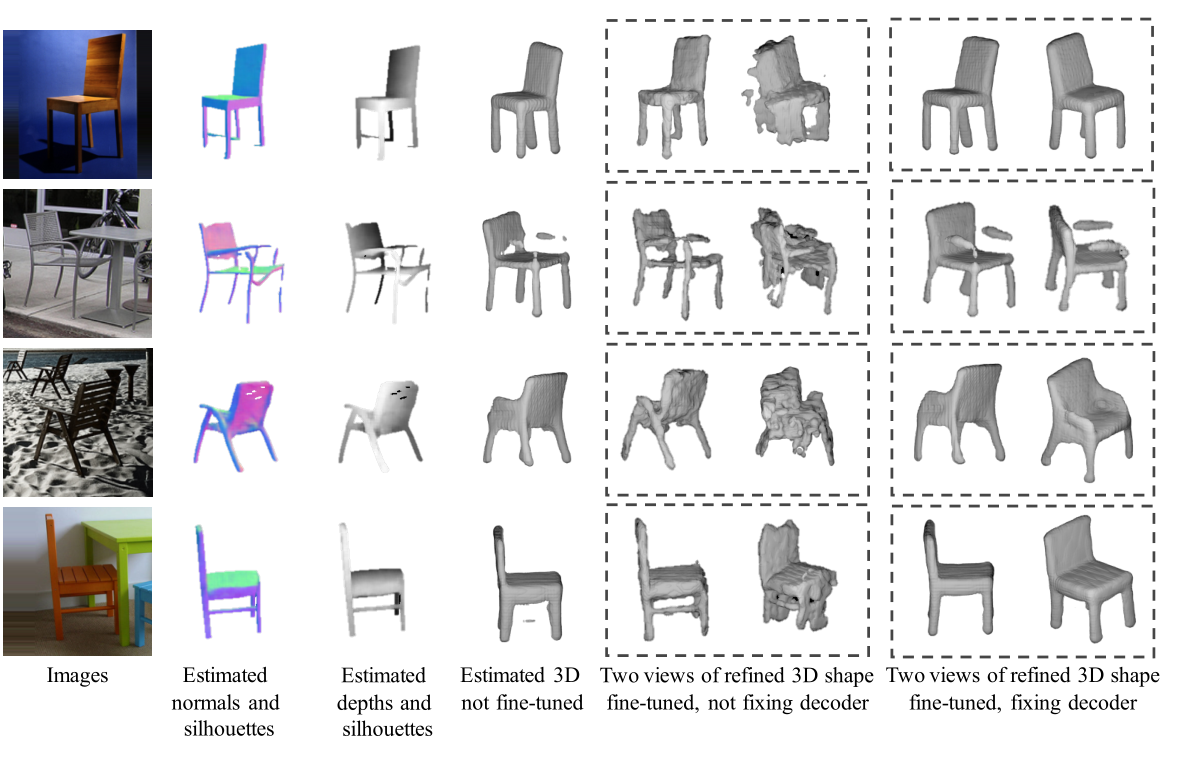 Images
Estimated
normals and
silhouettes
Estimated
depths and
silhouettes
Estimated 3D
not fine-tuned
Two views of refined 3D shape
fine-tuned, not fixing decoder
Two views of refined 3D shape
fine-tuned, fixing decoder